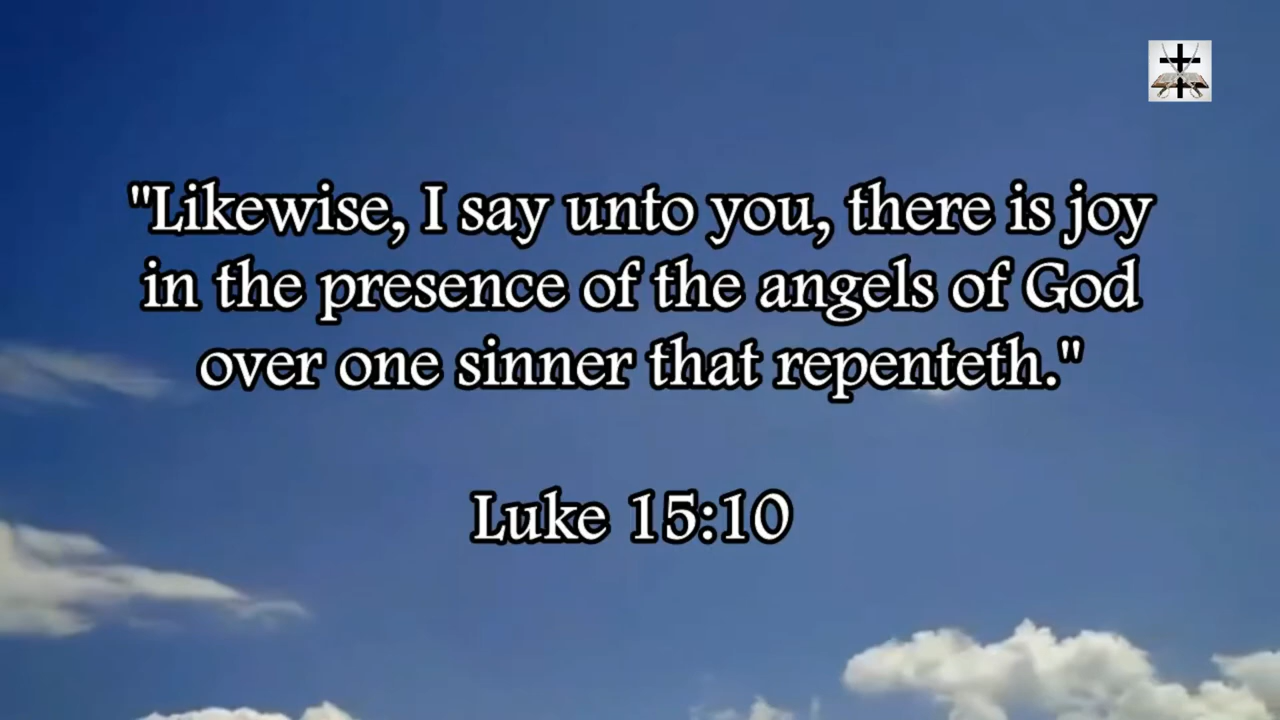 "Likewise, I say unto you, there is joy
in the presence of the angels of God
over one sinner that repenteth."
Luke 15:10